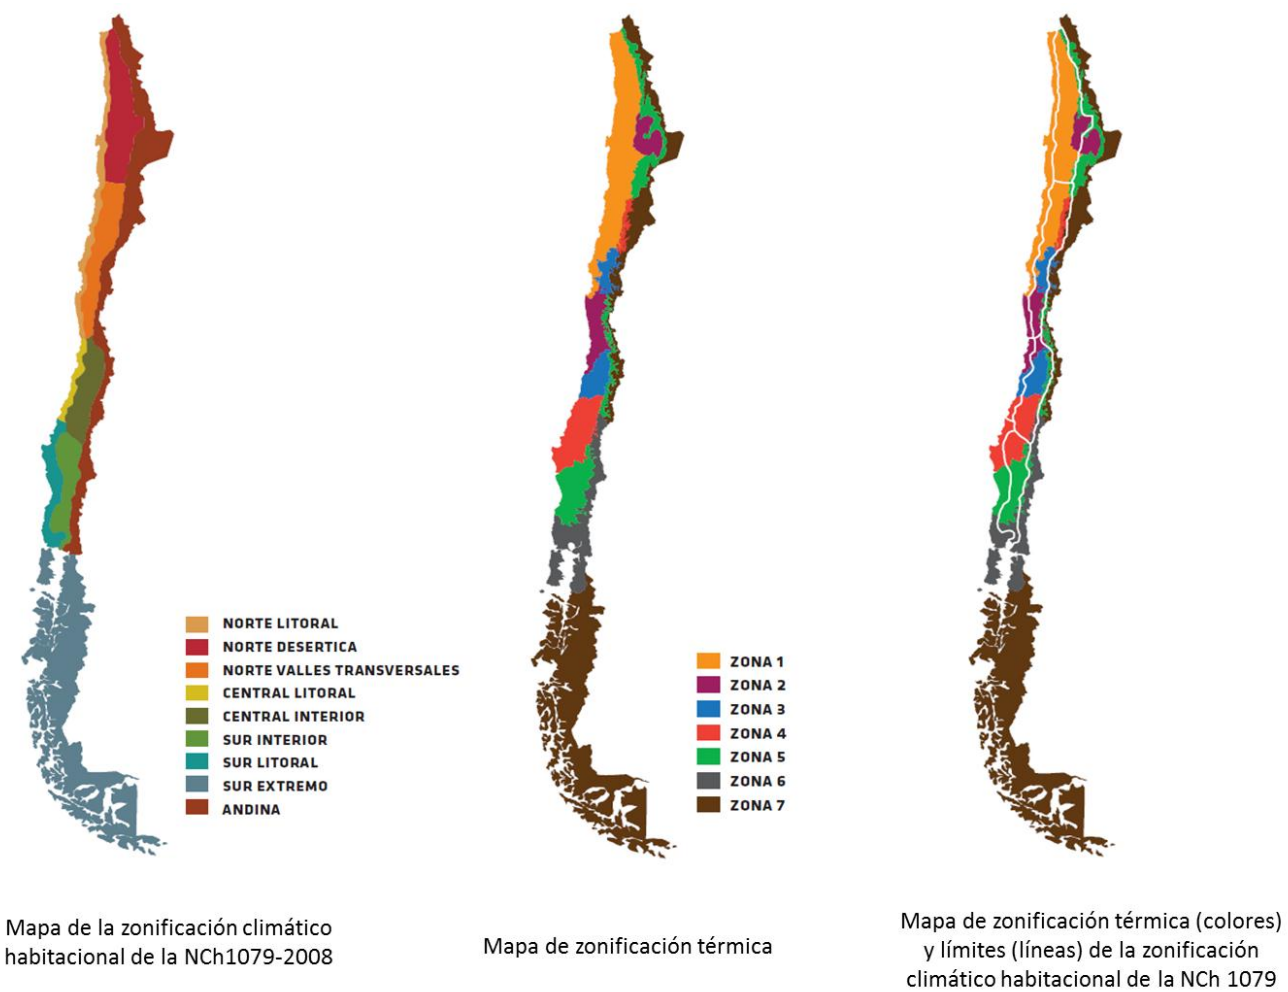 NORTE LITORAL
NORTE DESERTICA
NORTE VALLES TRANSVERSALES
CENTRAL LITORAL
CENTRAL INTERIOR
SUR INTERIOR
SUR LITORAL
SUR EXTREMO
ANDINA
ZONA 1
ZONA 2
ZONA 3
ZONA 4
ZONA 5
ZONA 6
ZONA 7
Mapa de la zonificación climático
habitacional de la NCh1079-2008
Mapa de zonificación térmica
Mapa de zonificación térmica (colores)
y límites (líneas) de la zonificación
climático habitacional de la NCh 1079